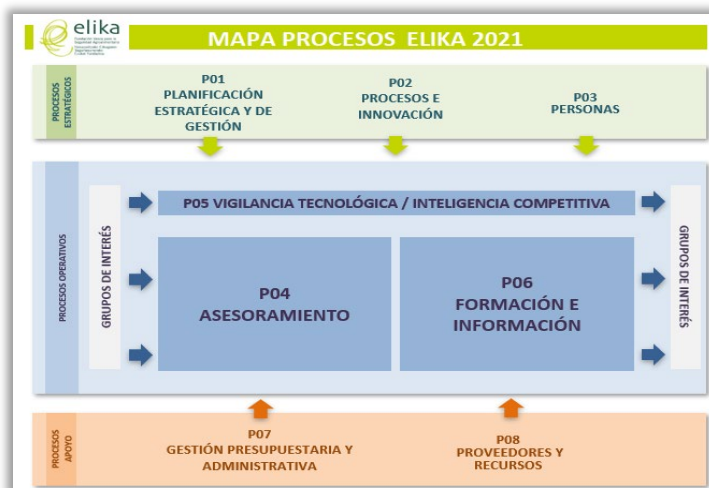 elika
MAPA PROCESOS ELIKA 2021
PROCESOS
ESTRATÉGICOS
P01
PLANIFICACIÓN
ESTRATÉGICA Y DE
GESTIÓN
P02
PROCESOS E
INNOVACIÓN
P03
PERSONAS
PROCESOS OPERATIVOS
GRUPOS DE INTERÉS
P05 VIGILANCIA TECNOLÓGICA / INTELIGENCIA COMPETITIVA
P04
ASESORAMIENTO
P06
FORMACIÓN E
INFORMACIÓN
GRUPOS DE INTERÉS
PROCESOS
APOYO
P07
GESTIÓN PRESUPUESTARIA Y
ADMINISTRATIVA
P08
PROVEEDORES Y
RECURSOS